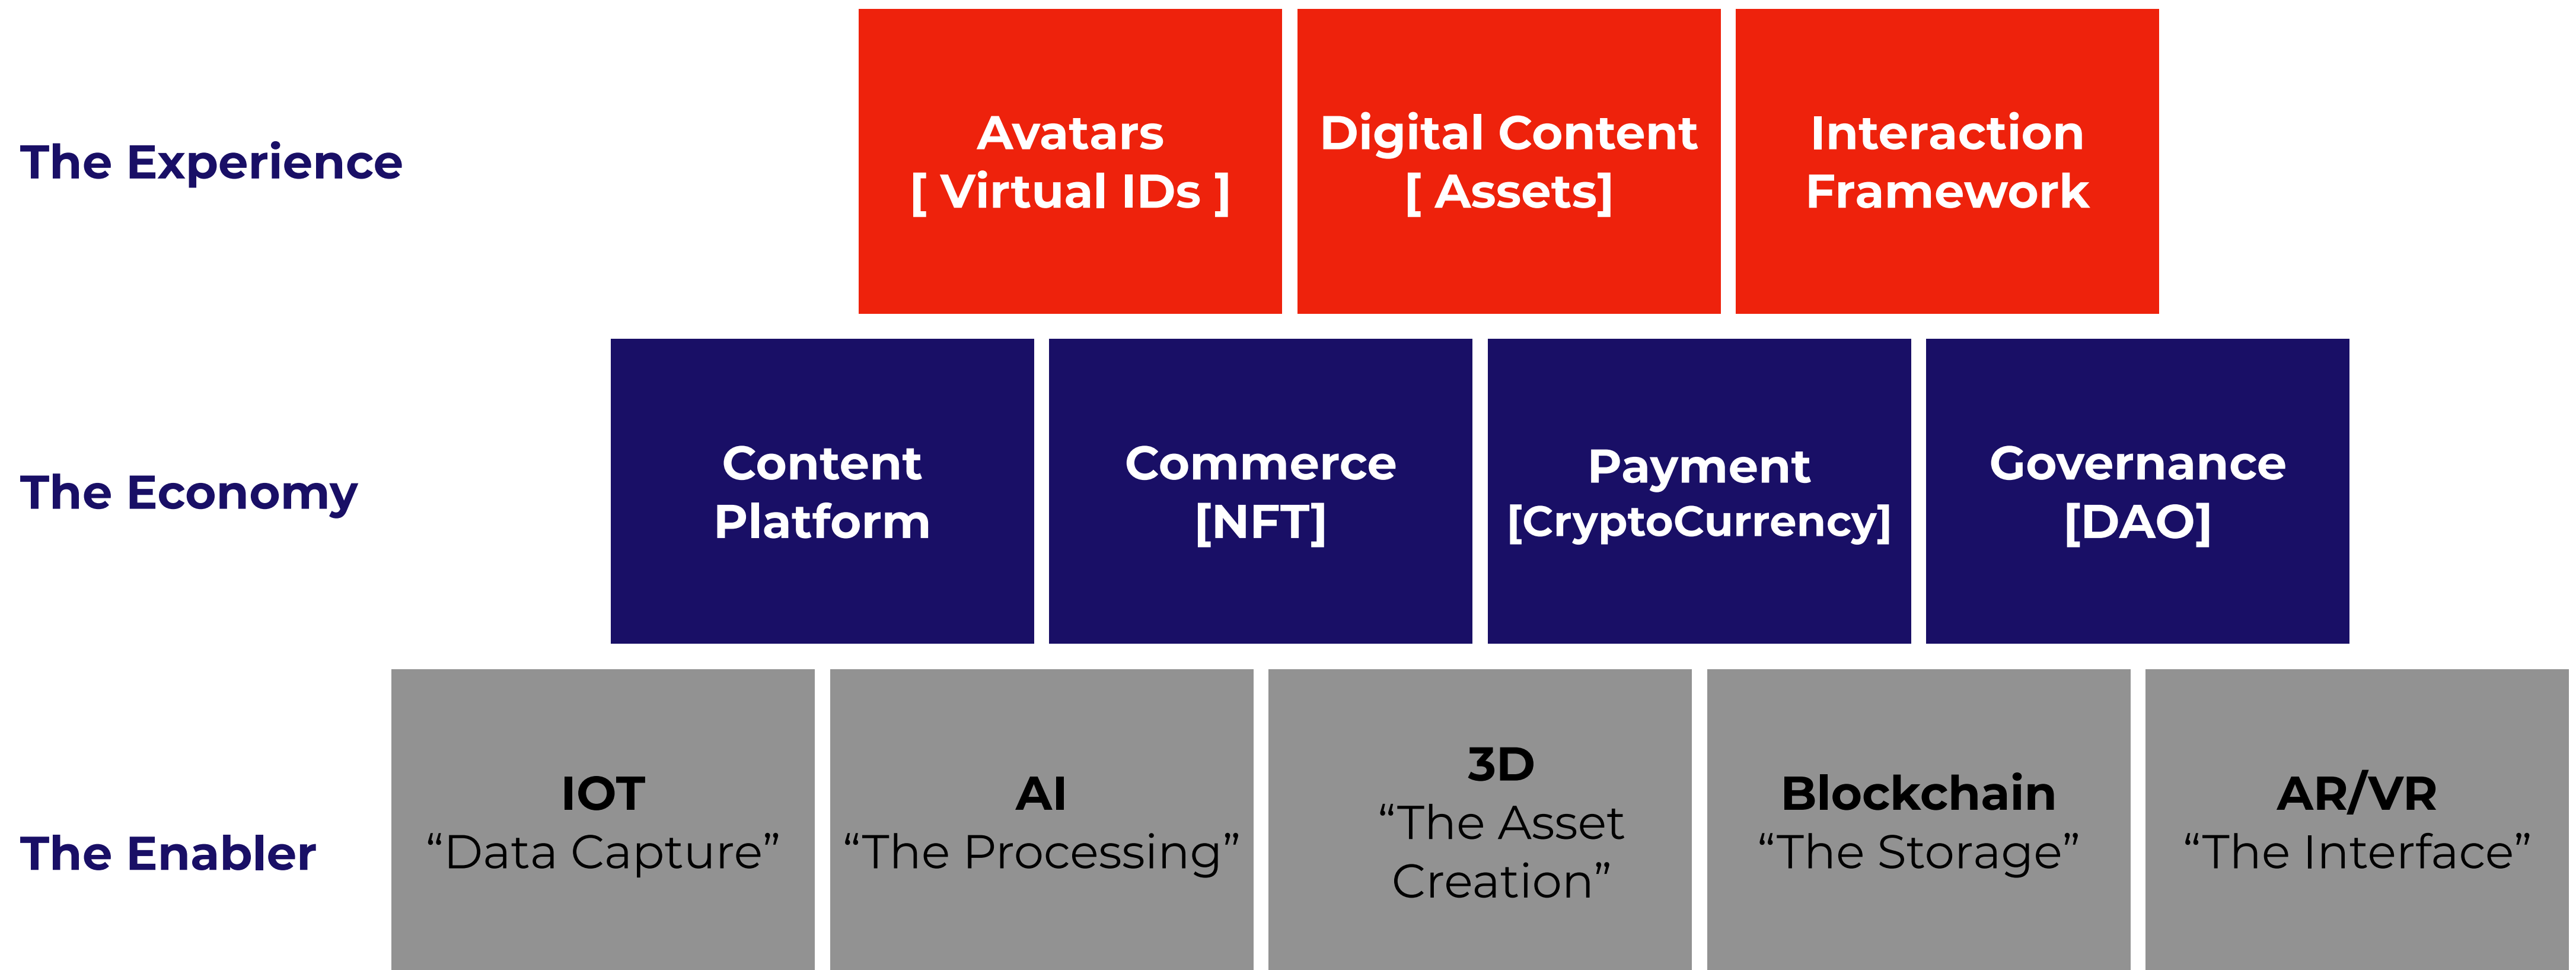 The Experience
Avatars
[ Virtual IDs ]
Digital Content
[ Assets]
Interaction
Framework
The Economy
Content
Platform
Commerce
[NFT]
Payment
[CryptoCurrency]
Governance
[DAO]
The Enabler
IOT
“Data Capture”
AI
“The Processing”
3D
“The Asset
Creation”
Blockchain
“The Storage”
AR/VR
“The Interface”